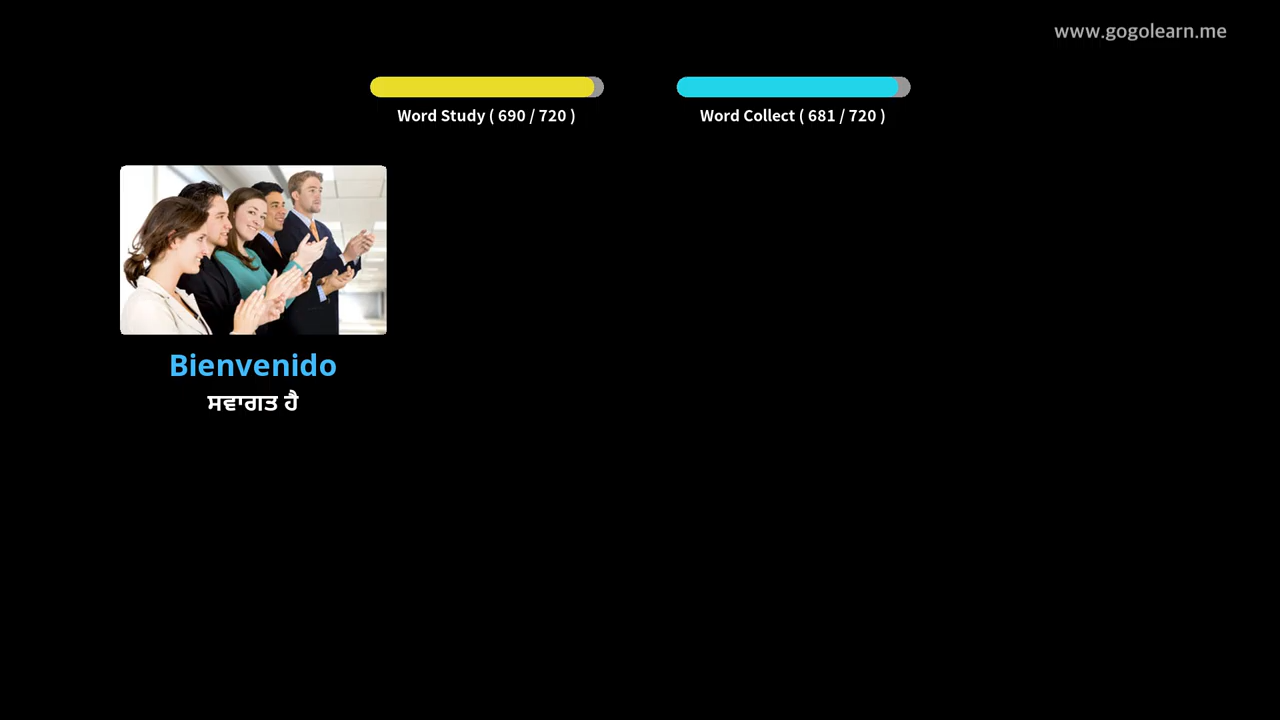 www.gogolearn.me
Word Study ( 690 / 720 )
Word Collect ( 681 / 720 )
Bienvenido
ਸਵਾਗਤ ਹੈ